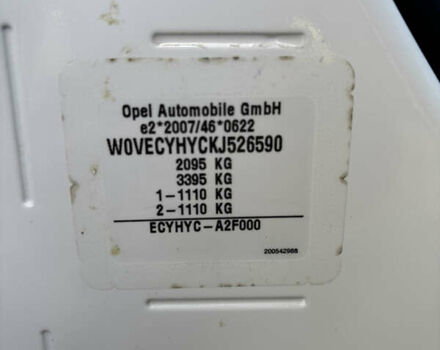 Opel Automobile GmbH
e2*2007/46*0622
W0VECYHYCKJ526590
2095 KG
3395 KG
1-1110 KG
2-1110 KG
ECYHYC-A2F000
200542988